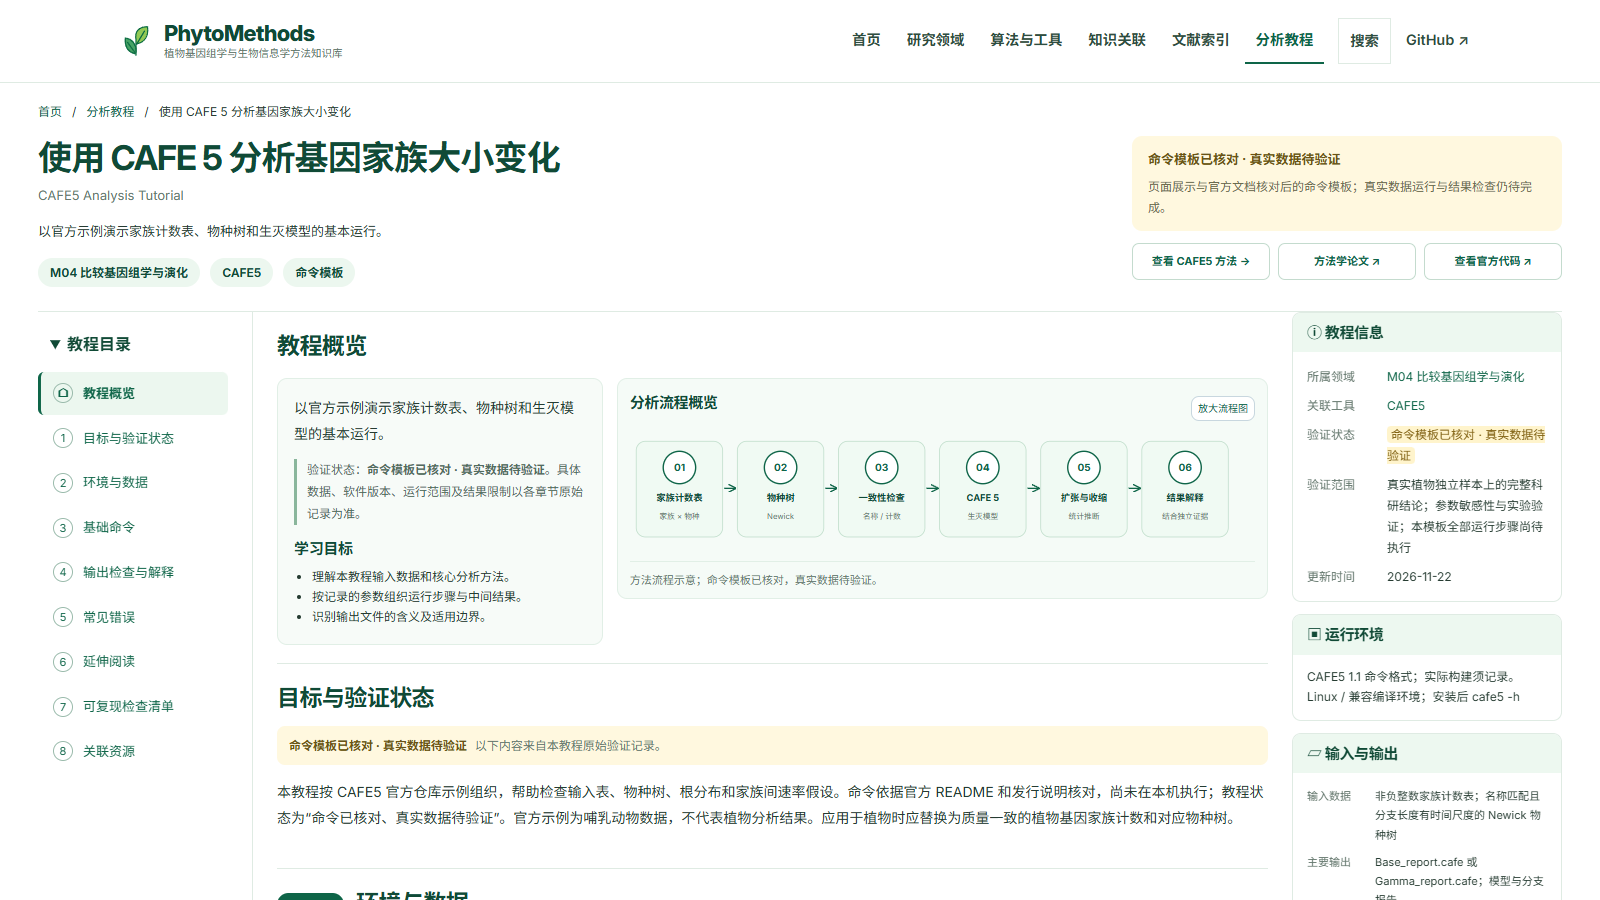 PhytoMethods
植物基因组学与生物信息学方法知识库
首页
研究领域
算法与工具
知识关联
文献索引
分析教程
搜索
GitHub ↗
首页 / 分析教程 / 使用 CAFE 5 分析基因家族大小变化
使用 CAFE 5 分析基因家族大小变化
CAFE5 Analysis Tutorial
以官方示例演示家族计数表、物种树和生灭模型的基本运行。
M04 比较基因组学与演化
CAFE5
命令模板
命令模板已核对 · 真实数据待验证
页面展示与官方文档核对后的命令模板；真实数据运行与结果检查仍待完
成。
查看 CAFE5 方法 →
方法学论文 ↗
查看官方代码 ↗
▼ 教程目录
教程概览
1 目标与验证状态
2 环境与数据
3 基础命令
4 输出检查与解释
5 常见错误
6 延伸阅读
7 可复现检查清单
8 关联资源
教程概览
以官方示例演示家族计数表、物种树和生灭模
型的基本运行。
验证状态：命令模板已核对 · 真实数据待验证。具体
数据、软件版本、运行范围及结果限制以各章节原始
记录为准。
学习目标
• 理解本教程输入数据和核心分析方法。
• 按记录的参数组织运行步骤与中间结果。
• 识别输出文件的含义及适用边界。
分析流程概览
放大流程图
01
家族计数表
家族 × 物种
02
物种树
Newick
03
一致性检查
名称 / 计数
04
CAFE 5
生灭模型
05
扩张与收缩
统计推断
06
结果解释
结合独立证据
方法流程示意；命令模板已核对，真实数据待验证。
目标与验证状态
命令模板已核对 · 真实数据待验证 以下内容来自本教程原始验证记录。
本教程按 CAFE5 官方仓库示例组织，帮助检查输入表、物种树、根分布和家族间速率假设。命令依据官方 README 和发行说明核对，尚未在本机执行；教程状
态为“命令已核对、真实数据待验证”。官方示例为哺乳动物数据，不代表植物分析结果。应用于植物时应替换为质量一致的植物基因家族计数和对应物种树。
环境与数据
教程信息
所属领域 M04 比较基因组学与演化
关联工具 CAFE5
验证状态 命令模板已核对 · 真实数据待
验证
验证范围 真实植物独立样本上的完整科
研结论；参数敏感性与实验验
证；本模板全部运行步骤尚待
执行
更新时间 2026-11-22
运行环境
CAFE5 1.1 命令格式；实际构建须记录。
Linux / 兼容编译环境；安装后 cafe5 -h
输入与输出
输入数据 非负整数家族计数表；名称匹配且
分支长度有时间尺度的 Newick 物
种树
主要输出 Base_report.cafe 或
Gamma_report.cafe；模型与分支
报告